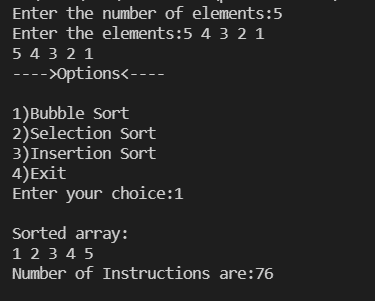 Enter the number of elements:5
Enter the elements:5 4 3 2 1
5 4 3 2 1
---->Options<----
1)Bubble Sort
2)Selection Sort
3)Insertion Sort
4)Exit
Enter your choice:1
Sorted array:
1 2 3 4 5
Number of Instructions are:76